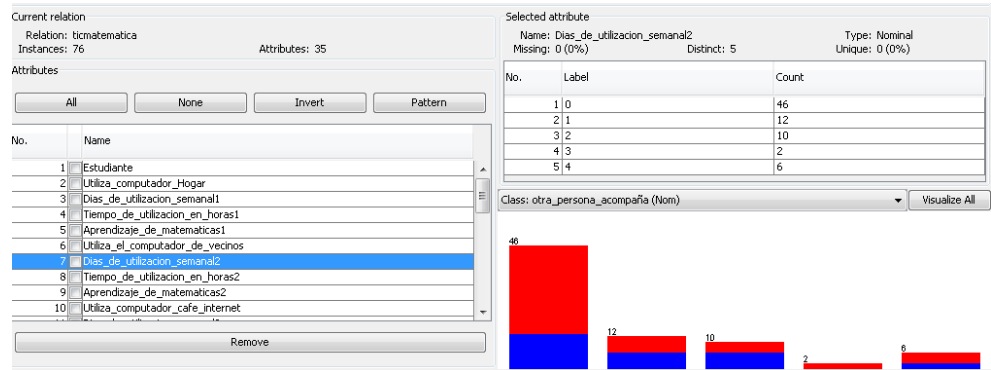 Current relation
Relation: ticmatematica
Instances: 76 Attributes: 35
Attributes
All None Invert Pattern
No. Name
1 Estudiante
2 Utiliza_computador_Hogar
3 Dias_de_utilizacion_semanal1
4 Tiempo_de_utilizacion_en_horas1
5 Aprendizaje_de_matematicas1
6 Utiliza_el_computador_de_vecinos
7 Dias_de_utilizacion_semanal2
8 Tiempo_de_utilizacion_en_horas2
9 Aprendizaje_de_matematicas2
10 Utiliza_computador_cafe_internet
Remove
Selected attribute
Name: Dias_de_utilizacion_semanal2 Type: Nominal
Missing: 0 (0%) Distinct: 5 Unique: 0 (0%)
No. Label Count
1 0 46
2 1 12
3 2 10
4 3 2
5 4 6
Class: otra_persona_acompaña (Nom) Visualize All
46
12
10
2
6